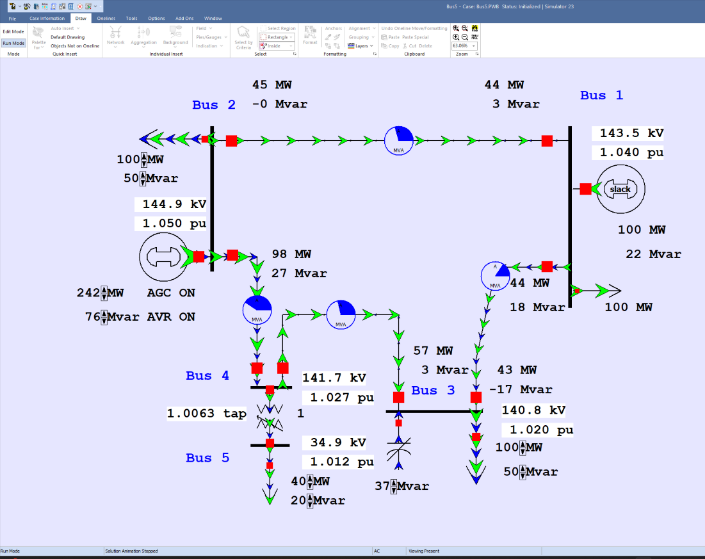 Bus5 - Case: Bus5.PWB Status: Initialized | Simulator 23
File Case Information Draw Onelines Tools Options Add Ons Window
Edit Mode
Run Mode
Mode
Auto Insert
Default Drawing
Objects Not on Oneline
Quick Insert
Network
Aggregation
Background
Field
Pies/Gauges
Indication
Individual Insert
Select by Criteria
Select Region
Rectangle
Inside
Select
Format
Alignment
Grouping
Layers
Formatting
Undo Reverse Move/Formatting
Paste Paste Special
Copy Cut Delete
Clipboard
Zoom
45 MW
-0 Mvar
44 MW
3 Mvar
Bus 2
Bus 1
143.5 kV
1.040 pu
MVA
100 MW
50 Mvar
slack
144.9 kV
1.050 pu
100 MW
22 Mvar
98 MW
27 Mvar
A
MVA
44 MW
18 Mvar
100 MW
242 MW AGC ON
76 Mvar AVR ON
MVA
MVA
57 MW
3 Mvar
43 MW
-17 Mvar
Bus 4
141.7 kV
1.027 pu
Bus 3
140.8 kV
1.020 pu
1.0063 tap
1
100 MW
50 Mvar
Bus 5
34.9 kV
1.012 pu
40 MW
20 Mvar
37 Mvar
Run Mode
Solution Animation Stopped
AC
Viewing Present